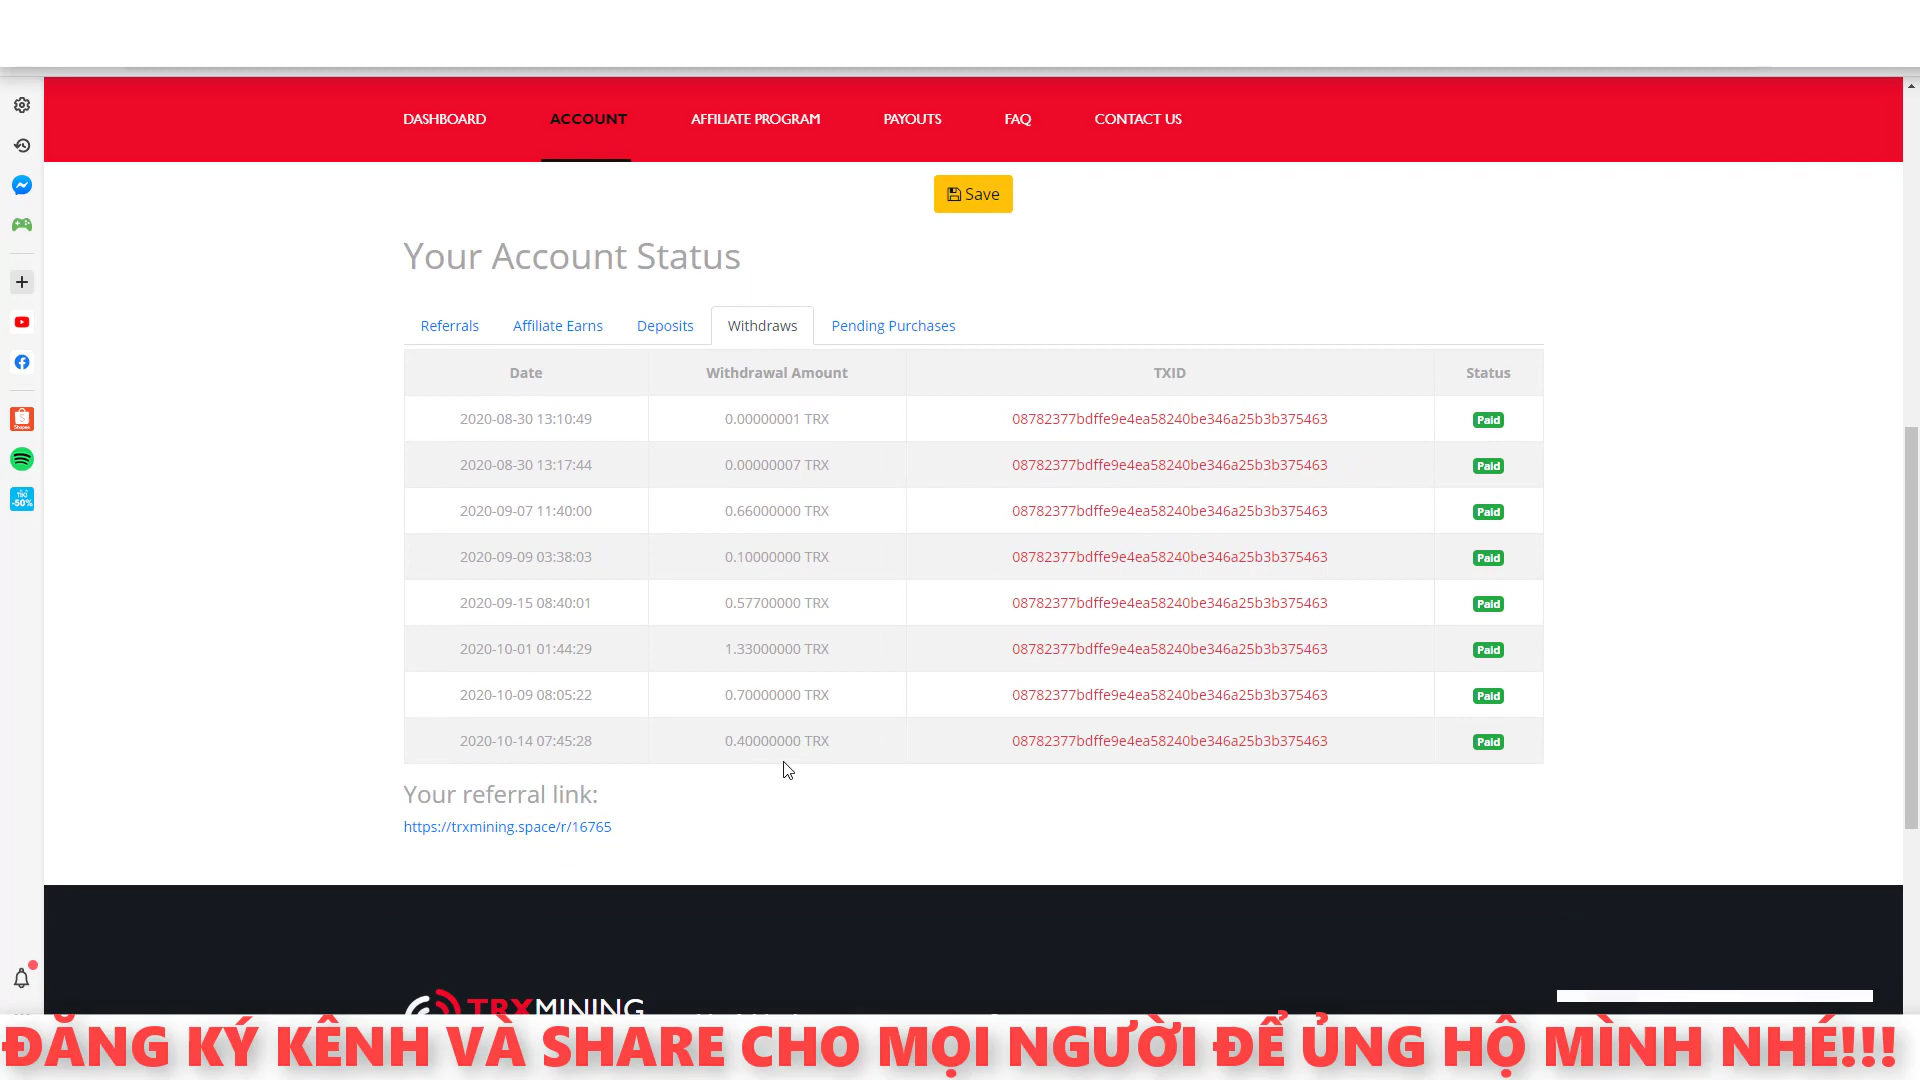 DASHBOARD ACCOUNT AFFILIATE PROGRAM PAYOUTS FAQ CONTACT US
Save
Your Account Status
Referrals Affiliate Earns Deposits Withdraws Pending Purchases
Date Withdrawal Amount TXID Status
2020-08-30 13:10:49 0.00000001 TRX 08782377bdffe9e4ea58240be346a25b3b375463 Paid
2020-08-30 13:17:44 0.00000007 TRX 08782377bdffe9e4ea58240be346a25b3b375463 Paid
2020-09-07 11:40:00 0.66000000 TRX 08782377bdffe9e4ea58240be346a25b3b375463 Paid
2020-09-09 03:38:03 0.10000000 TRX 08782377bdffe9e4ea58240be346a25b3b375463 Paid
2020-09-15 08:40:01 0.57700000 TRX 08782377bdffe9e4ea58240be346a25b3b375463 Paid
2020-10-01 01:44:29 1.33000000 TRX 08782377bdffe9e4ea58240be346a25b3b375463 Paid
2020-10-09 08:05:22 0.70000000 TRX 08782377bdffe9e4ea58240be346a25b3b375463 Paid
2020-10-14 07:45:28 0.40000000 TRX 08782377bdffe9e4ea58240be346a25b3b375463 Paid
Your referral link:
https://trxmining.space/r/16765
TRXMINING
ĐĂNG KÝ KÊNH VÀ SHARE CHO MỌI NGƯỜI ĐỂ ỦNG HỘ MÌNH NHÉ!!!